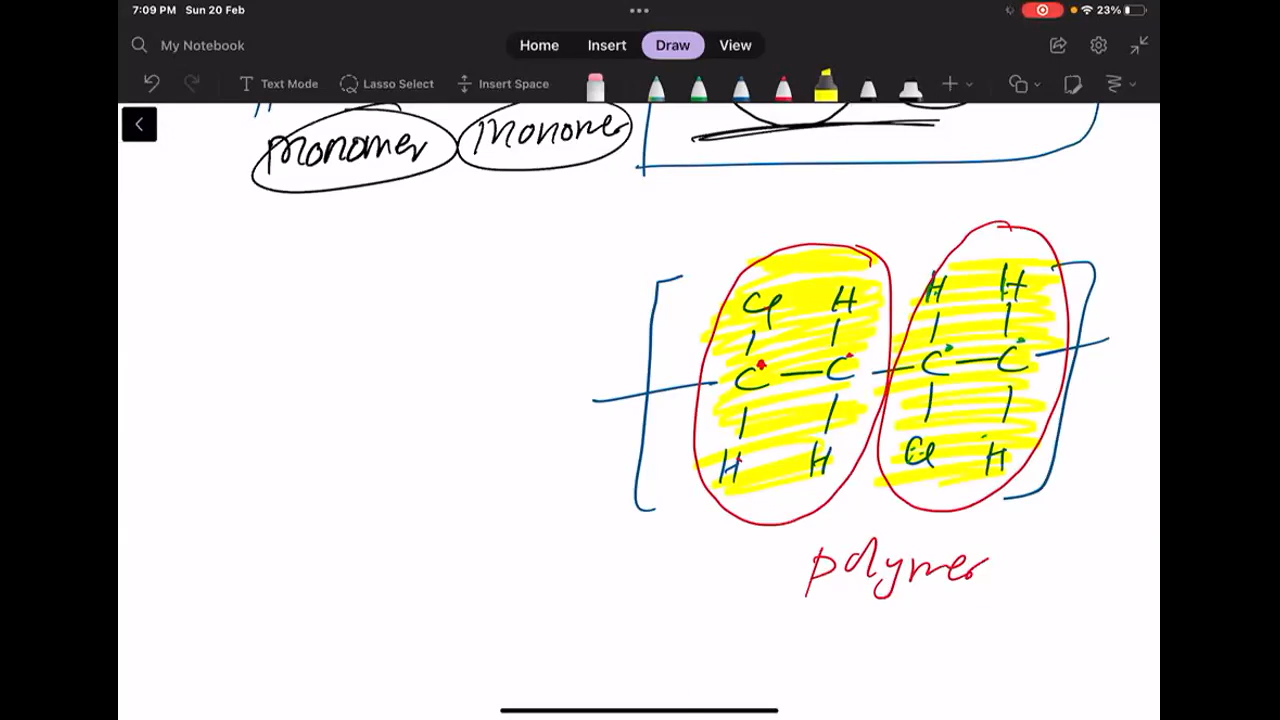 7:09 PM Sun 20 Feb
23%
My Notebook
Home Insert Draw View
Text Mode Lasso Select Insert Space
monomer monomer
Cl H H H
C C C C
H H Cl H
polymer